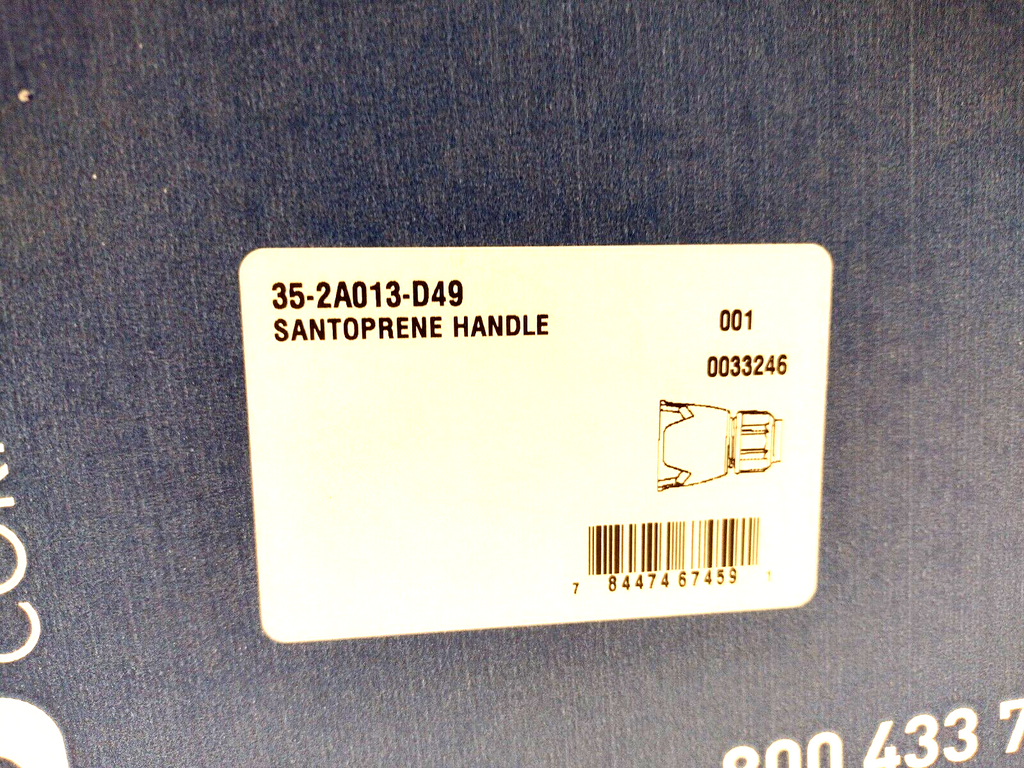 35-2A013-D49
SANTOPRENE HANDLE
001
0033246
7 84474 67459 1
800 433 7